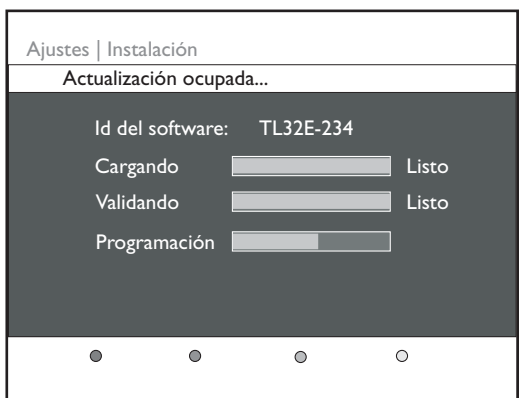 Ajustes | Instalación
Actualización ocupada...
Id del software: TL32E-234
Cargando Listo
Validando Listo
Programación